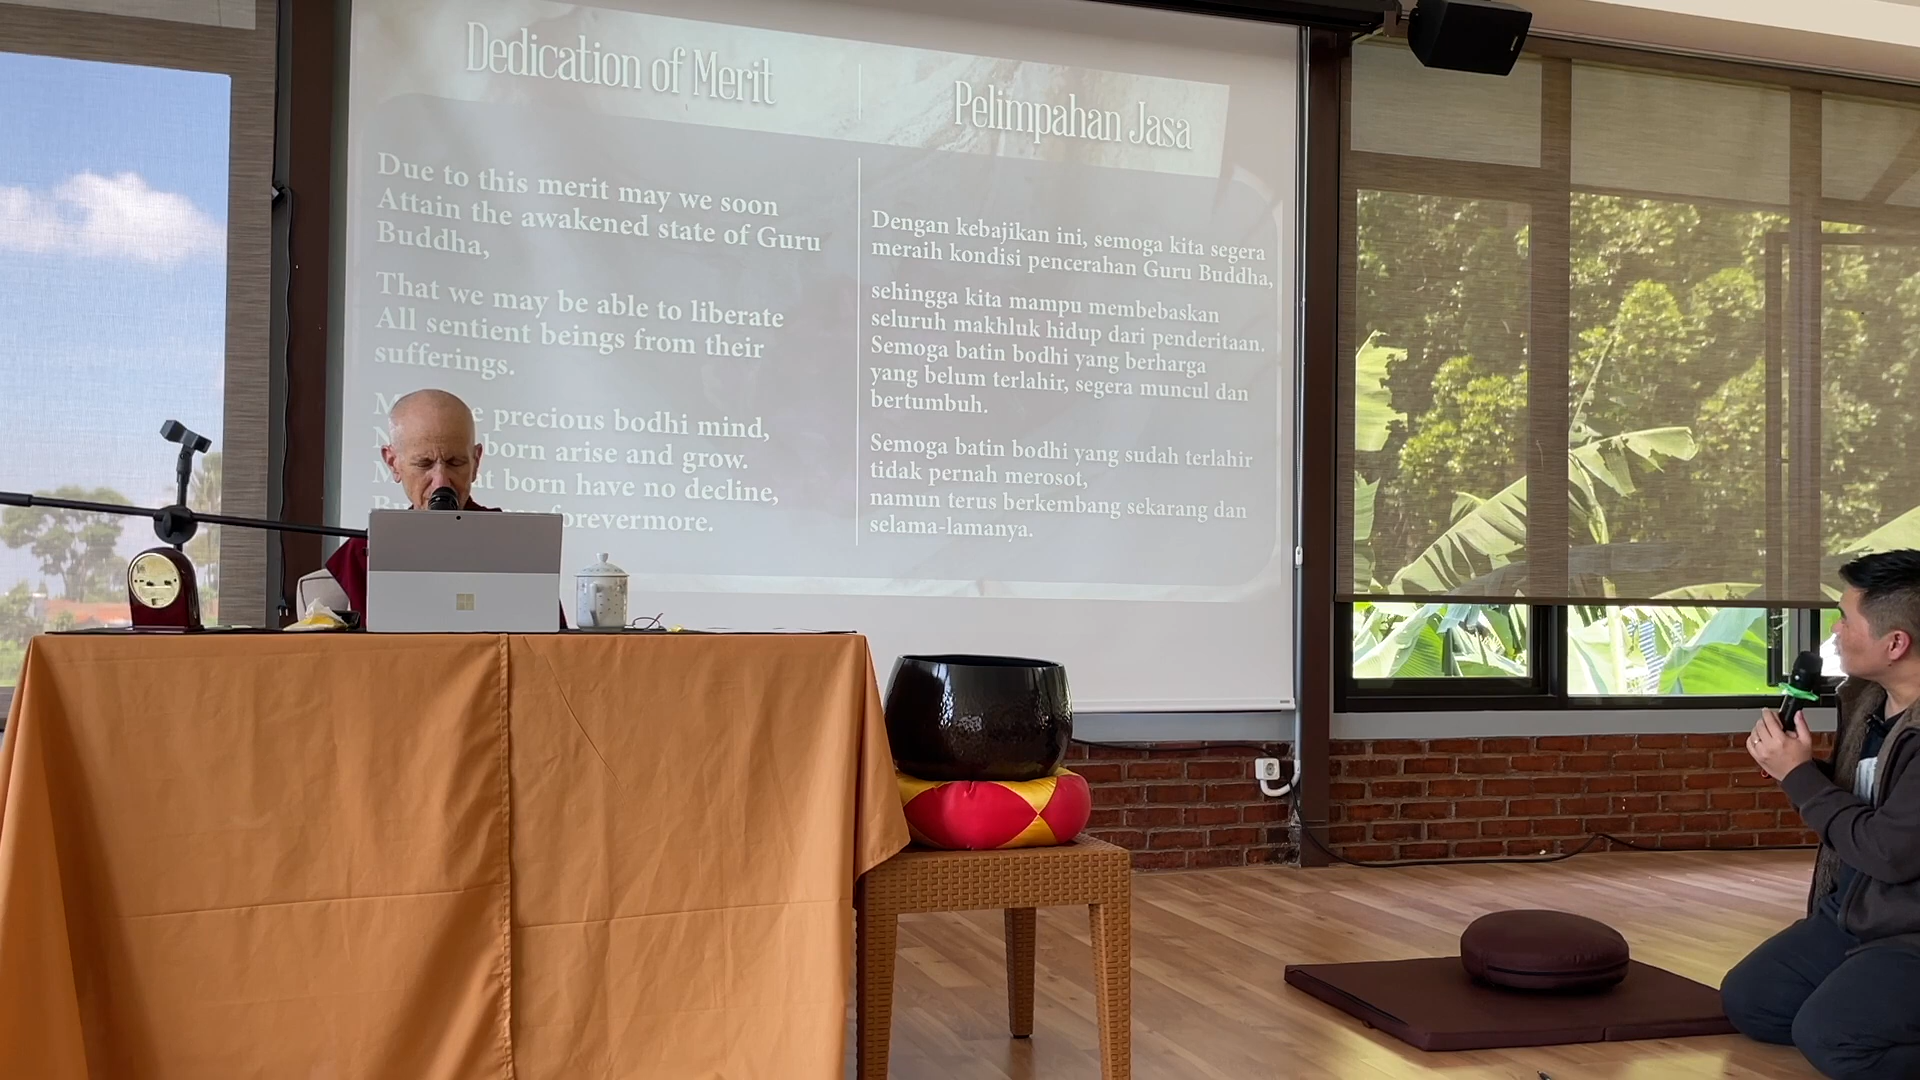 Dedication of Merit
Due to this merit may we soon
Attain the awakened state of Guru
Buddha,
That we may be able to liberate
All sentient beings from their
sufferings.
precious bodhi mind,
born arise and grow.
born have no decline,
forevermore.
Pelimpahan Jasa
Dengan kebajikan ini, semoga kita segera
meraih kondisi pencerahan Guru Buddha,
sehingga kita mampu membebaskan
seluruh makhluk hidup dari penderitaan.
Semoga batin bodhi yang berharga
yang belum terlahir, segera muncul dan
bertumbuh.
Semoga batin bodhi yang sudah terlahir
tidak pernah merosot,
namun terus berkembang sekarang dan
selama-lamanya.